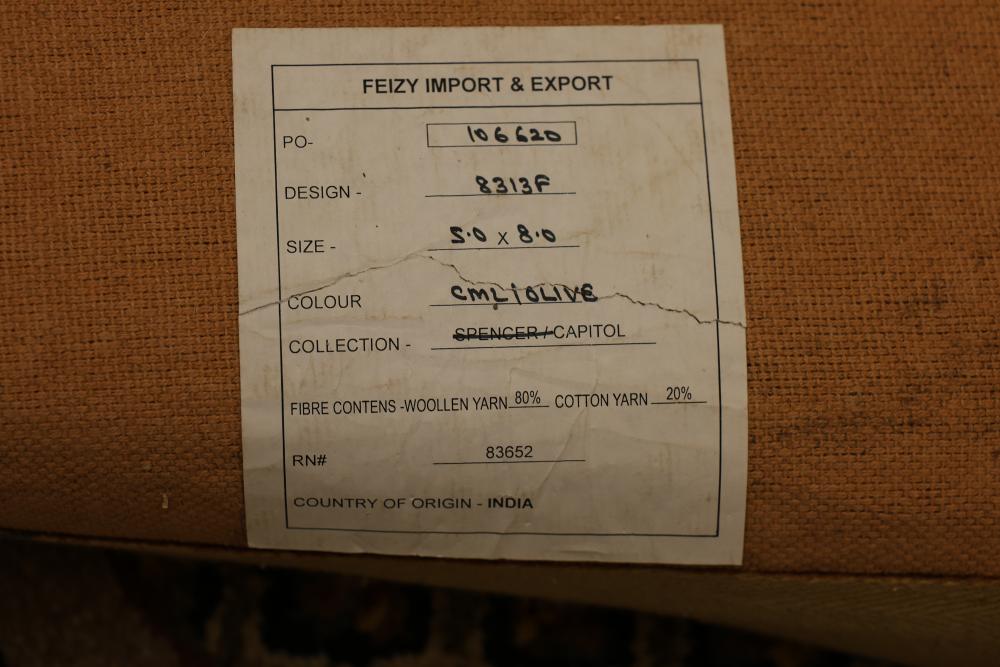 FEIZY IMPORT & EXPORT
PO- 106620
DESIGN - 8313F
SIZE - 5.0 X 8.0
COLOUR CML/OLIVE
COLLECTION - SPENCER / CAPITOL
FIBRE CONTENS -WOOLLEN YARN 80% COTTON YARN 20%
RN# 83652
COUNTRY OF ORIGIN - INDIA